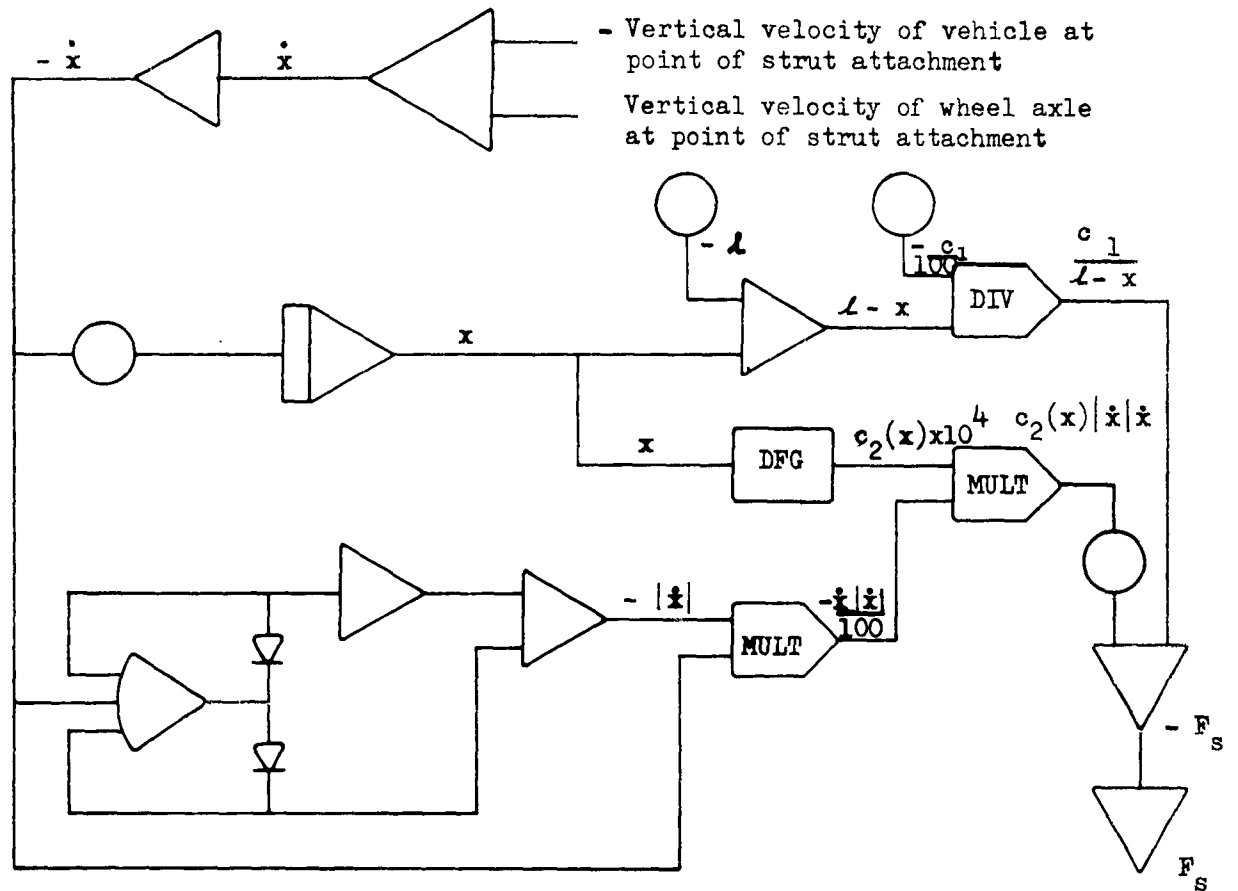 - Vertical velocity of vehicle at
point of strut attachment
Vertical velocity of wheel axle
at point of strut attachment
- ẋ
ẋ
- ℓ
- c₁
100
c
1
ℓ - x
DIV
ℓ - x
x
x
DFG
c₂(x)x10⁴
c₂(x)|ẋ|ẋ
MULT
- |ẋ|
-ẋ|ẋ|
100
MULT
- Fₛ
Fₛ